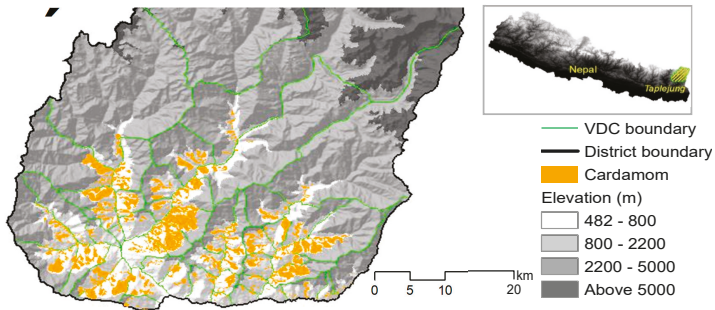 Nepal
Taplejung
VDC boundary
District boundary
Cardamom
Elevation (m)
482 - 800
800 - 2200
2200 - 5000
Above 5000
km
0 5 10 20